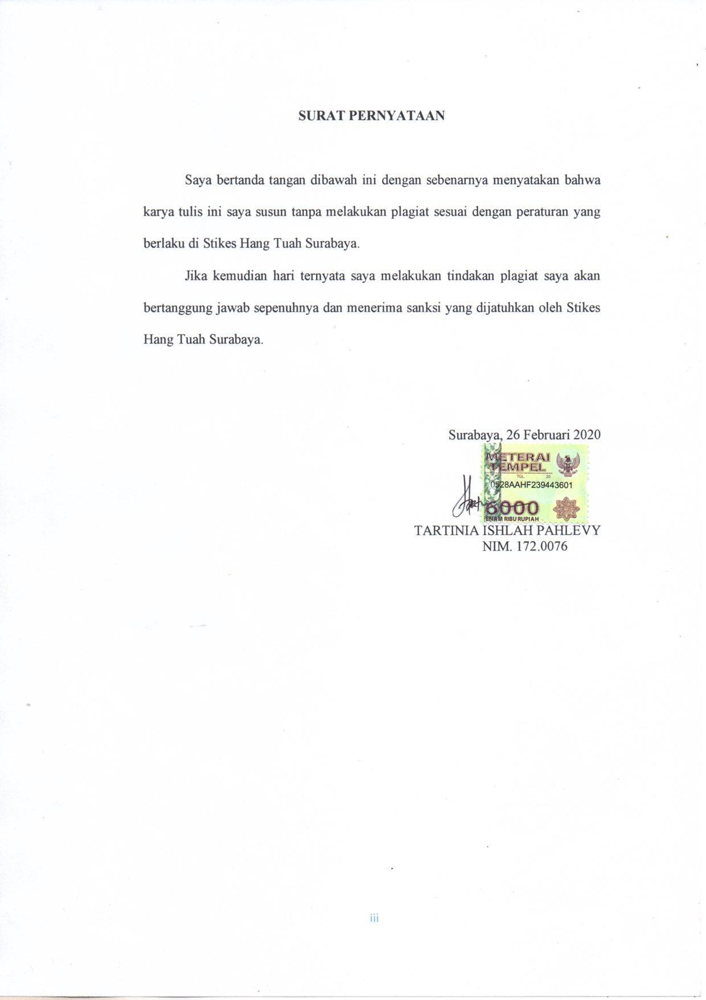 SURAT PERNYATAAN
Saya bertanda tangan dibawah ini dengan sebenarnya menyatakan bahwa
karya tulis ini saya susun tanpa melakukan plagiat sesuai dengan peraturan yang
berlaku di Stikes Hang Tuah Surabaya.
Jika kemudian hari ternyata saya melakukan tindakan plagiat saya akan
bertanggung jawab sepenuhnya dan menerima sanksi yang dijatuhkan oleh Stikes
Hang Tuah Surabaya.
Surabaya, 26 Februari 2020
METERAI
TEMPEL
TGL. 20
0528AAHF239443601
6000
ENAM RIBU RUPIAH
TARTINIA ISHLAH PAHLEVY
NIM. 172.0076
iii